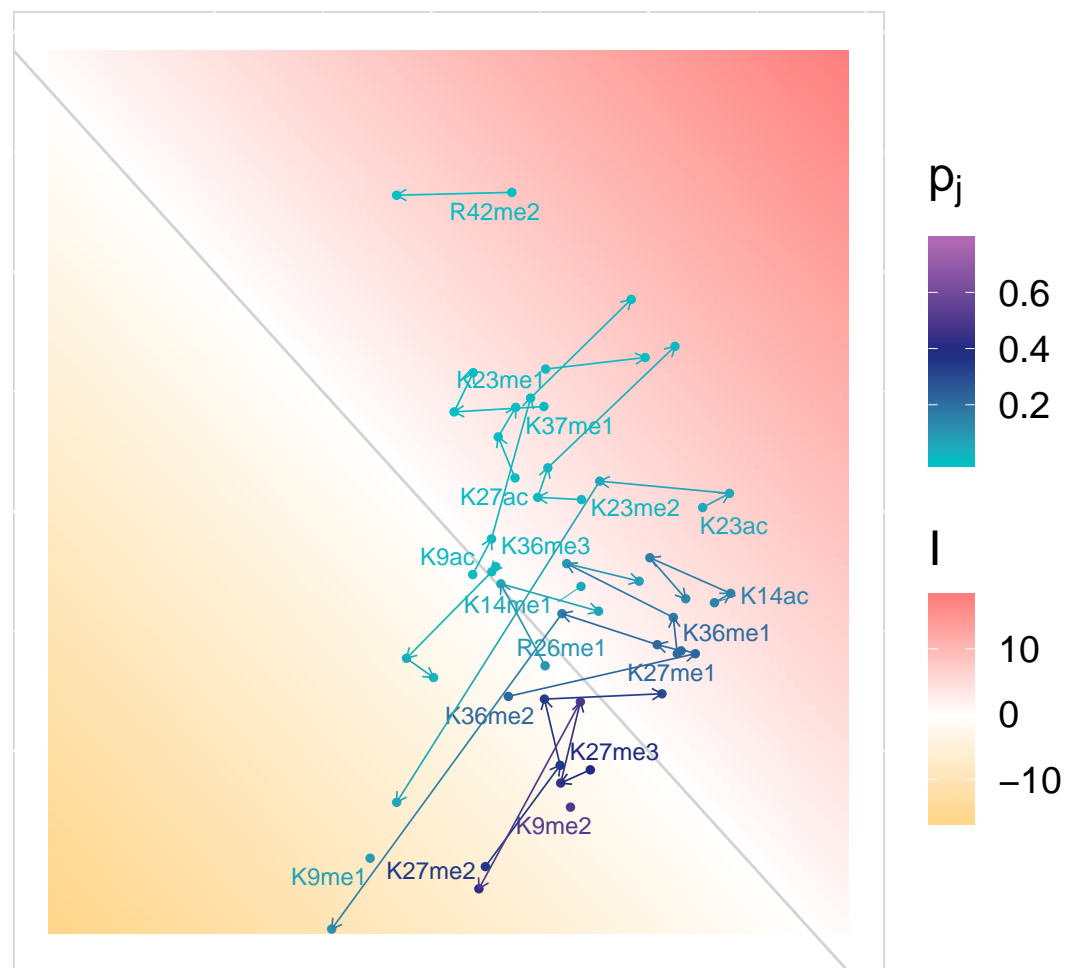 R42me2
K23me1
K37me1
K27ac
K23me2
K23ac
K36me3
K9ac
K14me1
K14ac
K36me1
R26me1
K27me1
K36me2
K27me3
K9me2
K27me2
K9me1
pj
0.6
0.4
0.2
I
10
0
−10